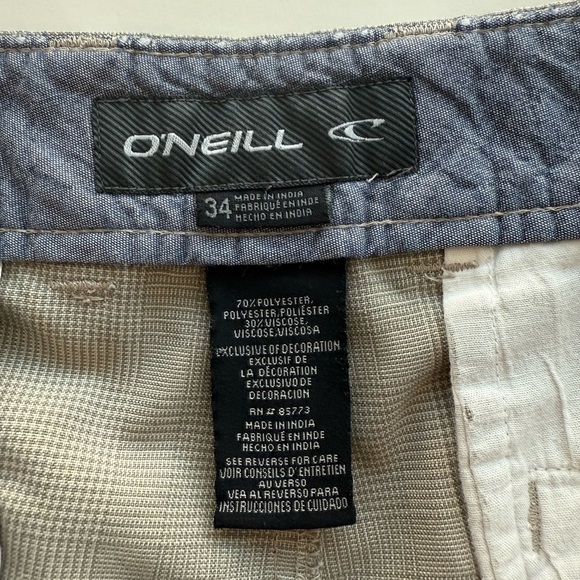 O'NEILL
34
MADE IN INDIA
FABRIQUÉ EN INDE
HECHO EN INDIA
70% POLYESTER,
POLYESTER, POLIÉSTER
30% VISCOSE,
VISCOSE, VISCOSA
EXCLUSIVE OF DECORATION
EXCLUSIF DE
LA DÉCORATION
EXCLUSIVO DE
DECORACION
RN # 85773
MADE IN INDIA
FABRIQUÉ EN INDE
HECHO EN INDIA
SEE REVERSE FOR CARE
VOIR CONSEILS D'ENTRETIEN
AU VERSO
VEA AL REVERSO PARA
INSTRUCCIONES DE CUIDADO